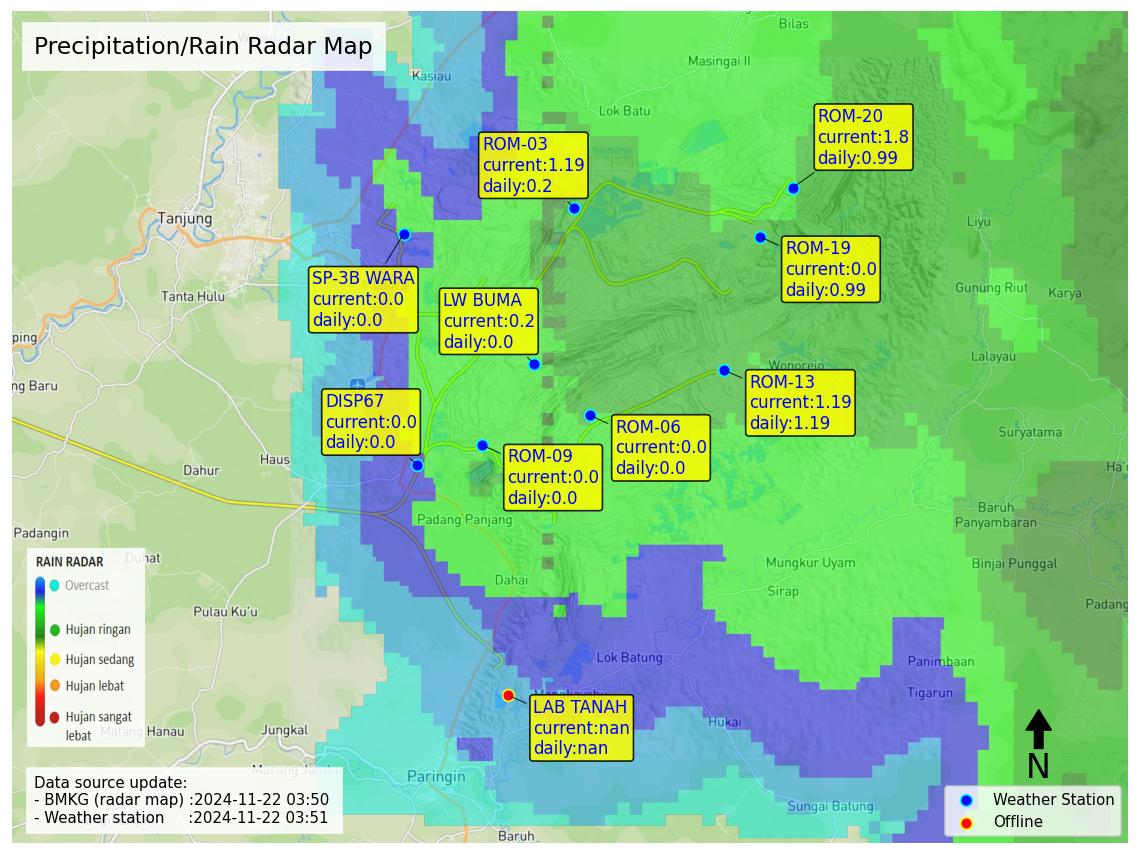 Precipitation/Rain Radar Map
Bilas
Masingai II
Kasiau
Lok Batu
ROM-20
current:1.8
daily:0.99
ROM-03
current:1.19
daily:0.2
Tanjung
Liyu
ROM-19
current:0.0
daily:0.99
SP-3B WARA
current:0.0
daily:0.0
Tanta Hulu
Gunung Riut
Karya
LW BUMA
current:0.2
daily:0.0
ping
Lalayau
Wonorejo
ng Baru
ROM-13
current:1.19
daily:1.19
DISP67
current:0.0
daily:0.0
ROM-06
current:0.0
daily:0.0
Suryatama
Haus
Dahur
ROM-09
current:0.0
daily:0.0
Ha'
Baruh
Panyambaran
Padang Panjang
Padangin
Duhat
Mungkur Uyam
Binjai Punggal
RAIN RADAR
Overcast
Hujan ringan
Hujan sedang
Hujan lebat
Hujan sangat
lebat
Dahai
Sirap
Pulau Ku'u
Padang
Lok Batung
Panimbaan
Tigarun
LAB TANAH
current:nan
daily:nan
Hukai
Matang Hanau
Jungkal
Murung Jambu
Paringin
Sungai Batung
Baruh
Data source update:
- BMKG (radar map) :2024-11-22 03:50
- Weather station :2024-11-22 03:51
N
Weather Station
Offline